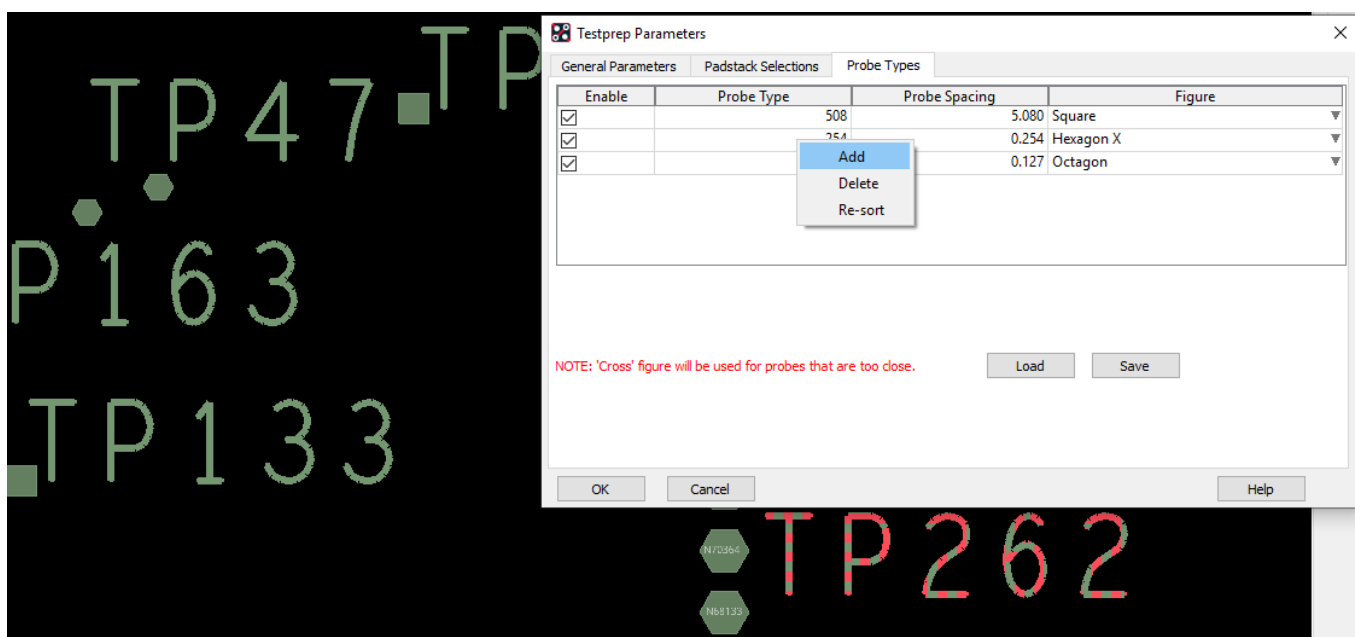 Testprep Parameters
General Parameters Padstack Selections Probe Types
Enable Probe Type Probe Spacing Figure
508 5.080 Square
254 0.254 Hexagon X
0.127 Octagon
Add
Delete
Re-sort
NOTE: 'Cross' figure will be used for probes that are too close.
Load Save
OK Cancel Help
TP
TP47
P163
TP133
TP262
N70364
N68133